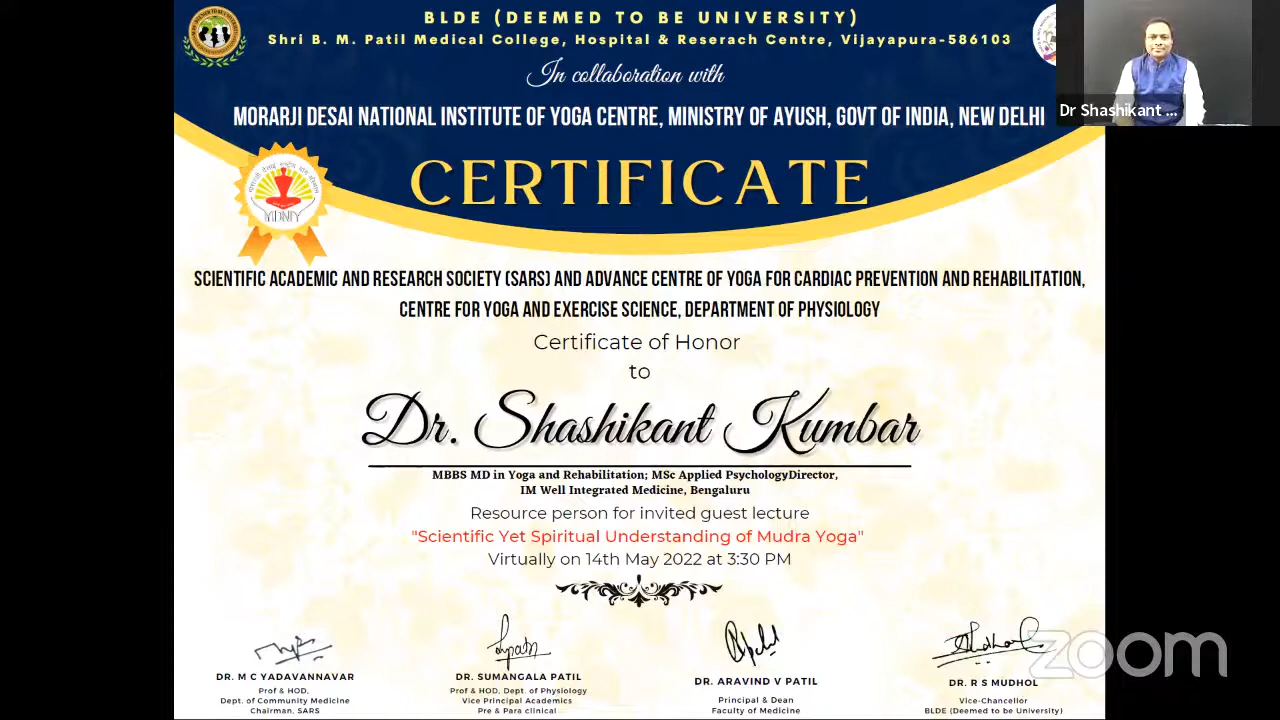 BLDE (DEEMED TO BE UNIVERSITY)
Shri B. M. Patil Medical College, Hospital & Reserach Centre, Vijayapura-586103
In collaboration with
MORARJI DESAI NATIONAL INSTITUTE OF YOGA CENTRE, MINISTRY OF AYUSH, GOVT OF INDIA, NEW DELHI
Dr Shashikant ...
CERTIFICATE
MDNIY
SCIENTIFIC ACADEMIC AND RESEARCH SOCIETY (SARS) AND ADVANCE CENTRE OF YOGA FOR CARDIAC PREVENTION AND REHABILITATION,
CENTRE FOR YOGA AND EXERCISE SCIENCE, DEPARTMENT OF PHYSIOLOGY
Certificate of Honor
to
Dr. Shashikant Kumbar
MBBS MD in Yoga and Rehabilitation; MSc Applied PsychologyDirector,
IM Well Integrated Medicine, Bengaluru
Resource person for invited guest lecture
"Scientific Yet Spiritual Understanding of Mudra Yoga"
Virtually on 14th May 2022 at 3:30 PM
DR. M C YADAVANNAVAR
Prof & HOD,
Dept. of Community Medicine
Chairman, SARS
DR. SUMANGALA PATIL
Prof & HOD, Dept. of Physiology
Vice Principal Academics
Pre & Para clinical
DR. ARAVIND V PATIL
Principal & Dean
Faculty of Medicine
DR. R S MUDHOL
Vice-Chancellor
BLDE (Deemed to be University)
zoom